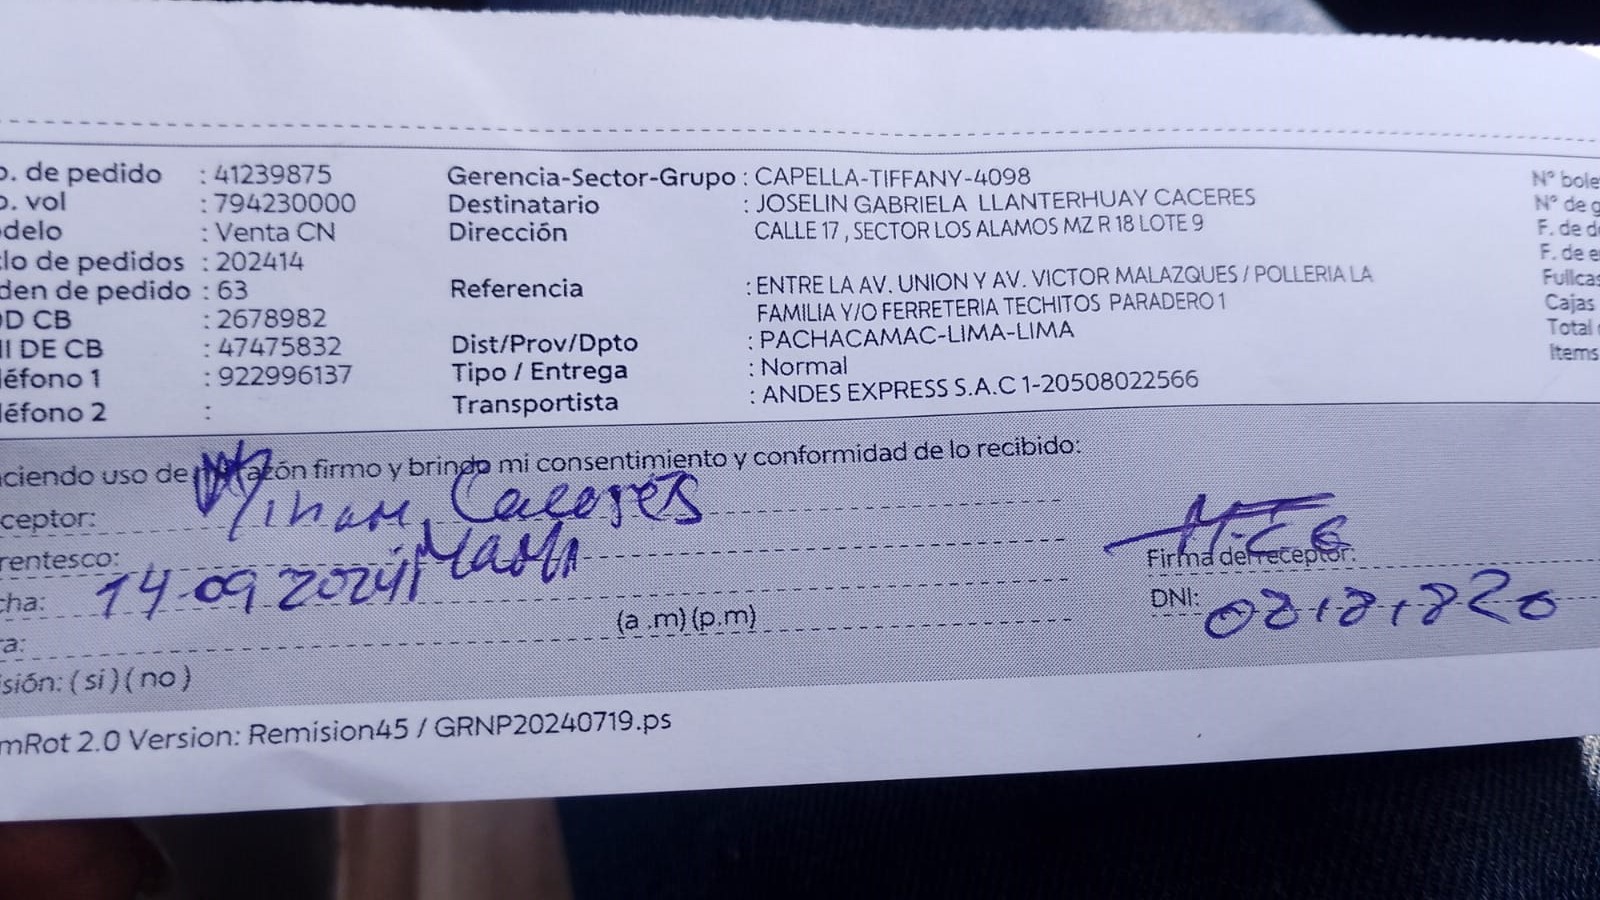 o. de pedido : 41239875
o. vol : 794230000
delo : Venta CN
lo de pedidos : 202414
den de pedido : 63
D CB : 2678982
I DE CB : 47475832
léfono 1 : 922996137
léfono 2 :
Gerencia-Sector-Grupo : CAPELLA-TIFFANY-4098
Destinatario : JOSELIN GABRIELA LLANTERHUAY CACERES
Dirección CALLE 17 , SECTOR LOS ALAMOS MZ R 18 LOTE 9
Referencia : ENTRE LA AV. UNION Y AV. VICTOR MALAZQUES / POLLERIA LA
FAMILIA Y/O FERRETERIA TECHITOS PARADERO 1
Dist/Prov/Dpto : PACHACAMAC-LIMA-LIMA
Tipo / Entrega : Normal
Transportista : ANDES EXPRESS S.A.C 1-20508022566
N° bole
N° de g
F. de d
F. de e
Fullcas
Cajas
Total
Items
ciendo uso de razón firmo y brindo mi consentimiento y conformidad de lo recibido:
ceptor: Caceres
rentesco:
cha: 14-09 2024
ra: (a .m) (p.m)
sión: ( si ) ( no )
Firma del receptor:
DNI:
mRot 2.0 Version: Remision45 / GRNP20240719.ps